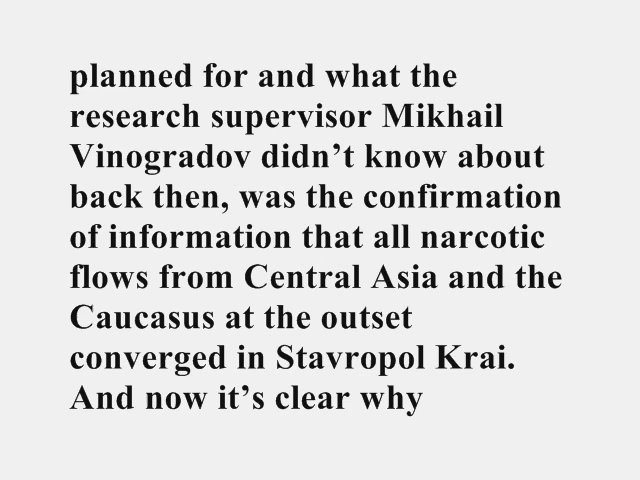 planned for and what the
research supervisor Mikhail
Vinogradov didn’t know about
back then, was the confirmation
of information that all narcotic
flows from Central Asia and the
Caucasus at the outset
converged in Stavropol Krai.
And now it’s clear why